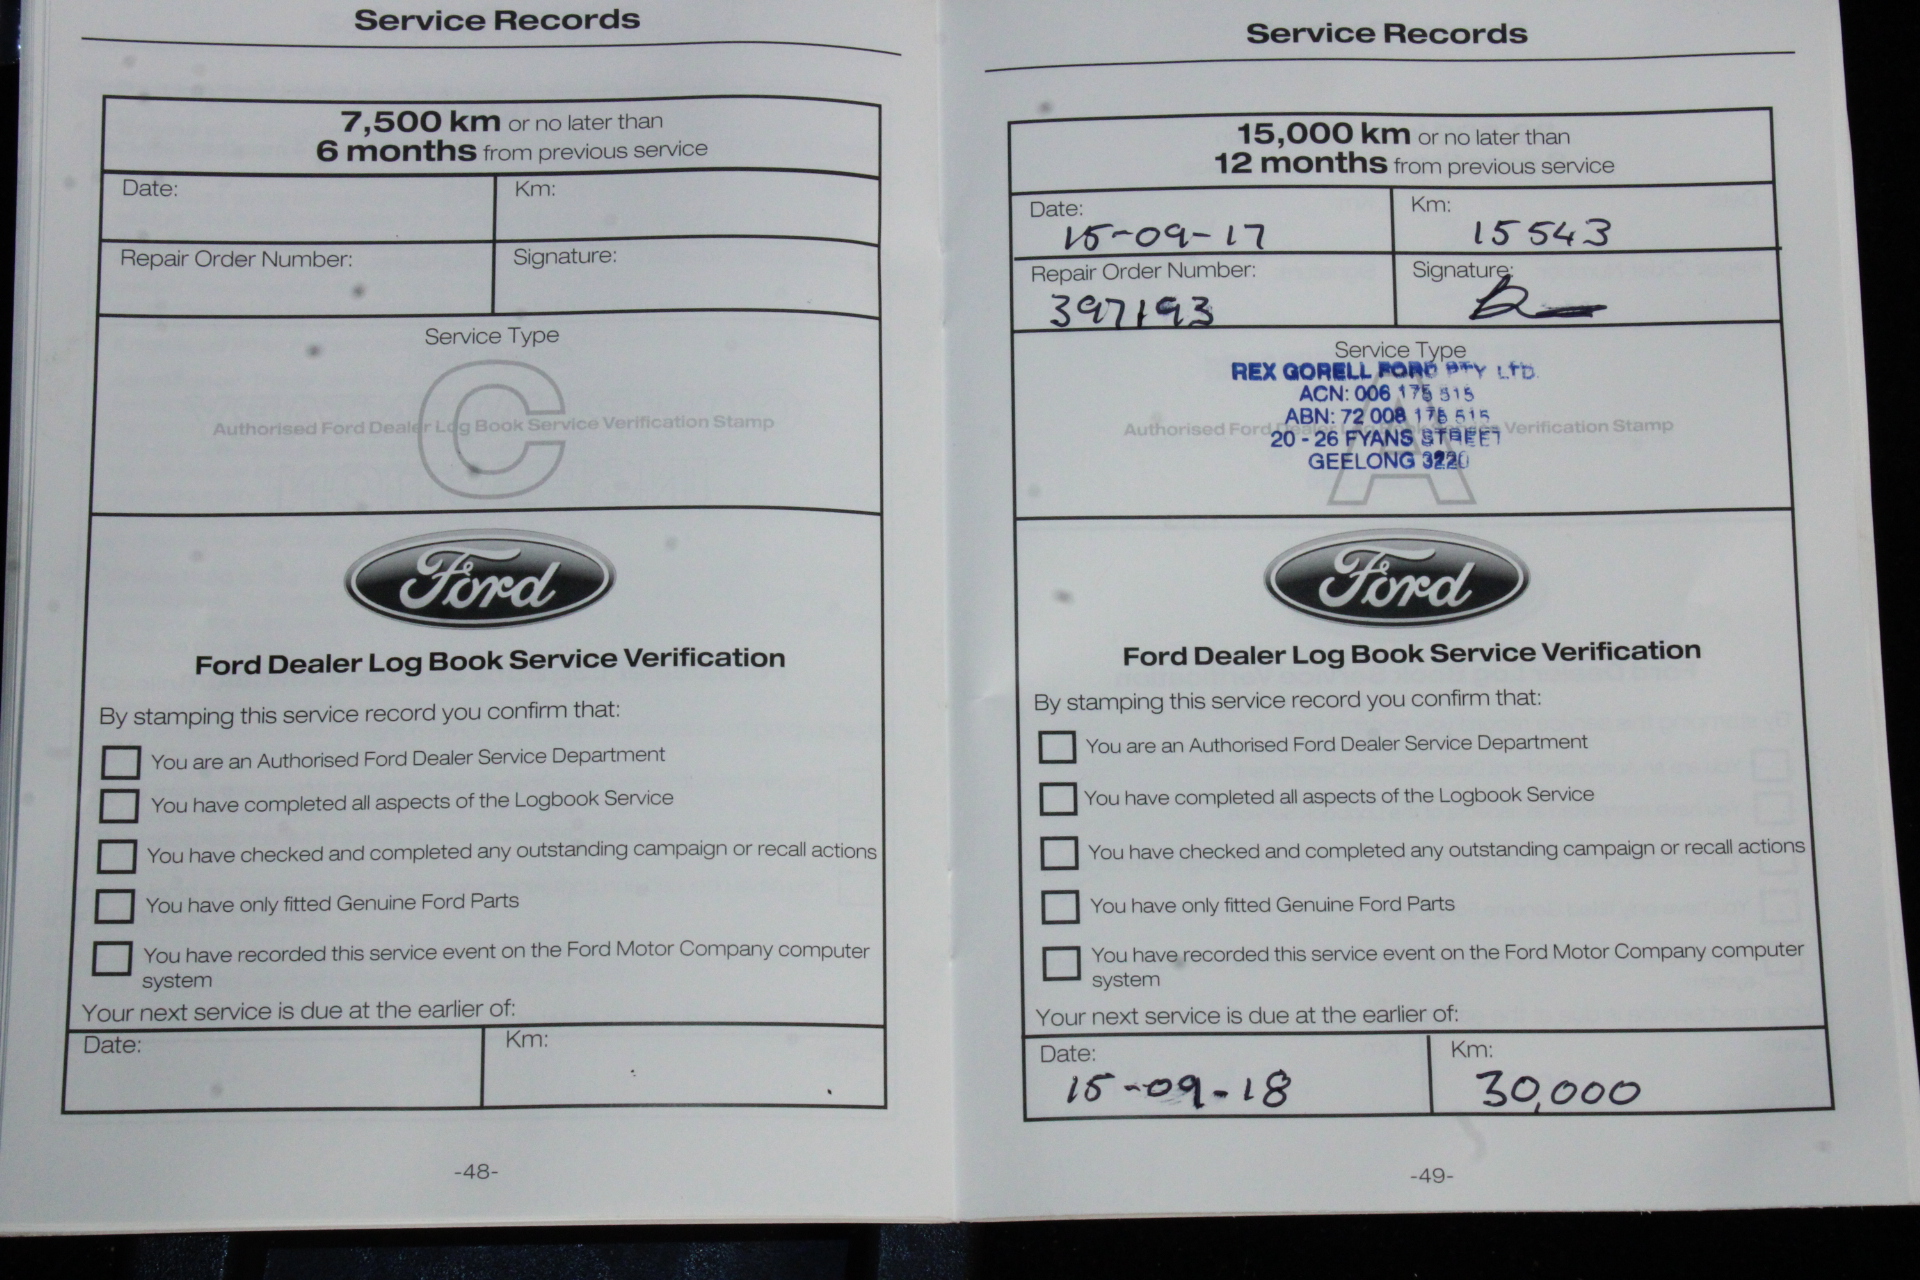 Service Records
7,500 km or no later than
6 months from previous service
Date:
Km:
Repair Order Number:
Signature:
Service Type
C
Authorised Ford Dealer Log Book Service Verification Stamp
Ford
Ford Dealer Log Book Service Verification
By stamping this service record you confirm that:
You are an Authorised Ford Dealer Service Department
You have completed all aspects of the Logbook Service
You have checked and completed any outstanding campaign or recall actions
You have only fitted Genuine Ford Parts
You have recorded this service event on the Ford Motor Company computer
system
Your next service is due at the earlier of:
Date:
Km:
-48-
Service Records
15,000 km or no later than
12 months from previous service
Date:
15-09-17
Km:
15543
Repair Order Number:
397193
Signature:
Service Type
REX GORELL FORD PTY LTD.
ACN: 006 175 515
ABN: 72 008 175 515
20 - 26 FYANS STREET
GEELONG 3220
A
Authorised Ford Dealer Log Book Service Verification Stamp
Ford
Ford Dealer Log Book Service Verification
By stamping this service record you confirm that:
You are an Authorised Ford Dealer Service Department
You have completed all aspects of the Logbook Service
You have checked and completed any outstanding campaign or recall actions
You have only fitted Genuine Ford Parts
You have recorded this service event on the Ford Motor Company computer
system
Your next service is due at the earlier of:
Date:
15-09-18
Km:
30,000
-49-